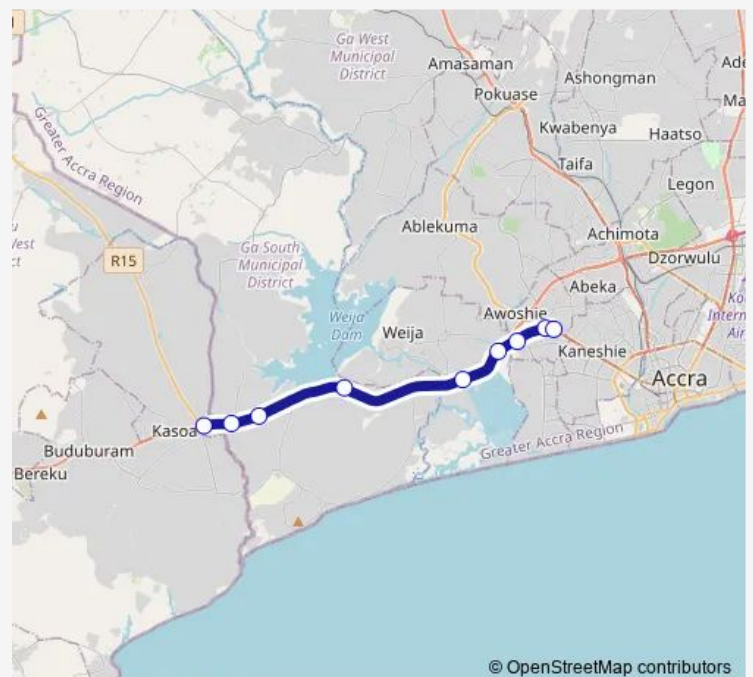 Ga West
Municipal
District
Amasaman
Pokuase
Ashongman
Kwabenya
Haatso
Taifa
Legon
Greater Accra Region
Ablekuma
Achimota
Dzorwulu
R15
Ga South
Municipal
District
Abeka
Weija
Dam
Weija
Awoshie
Kaneshie
Accra
Kasoa
Buduburam
Bereku
Greater Accra Region
© OpenStreetMap contributors